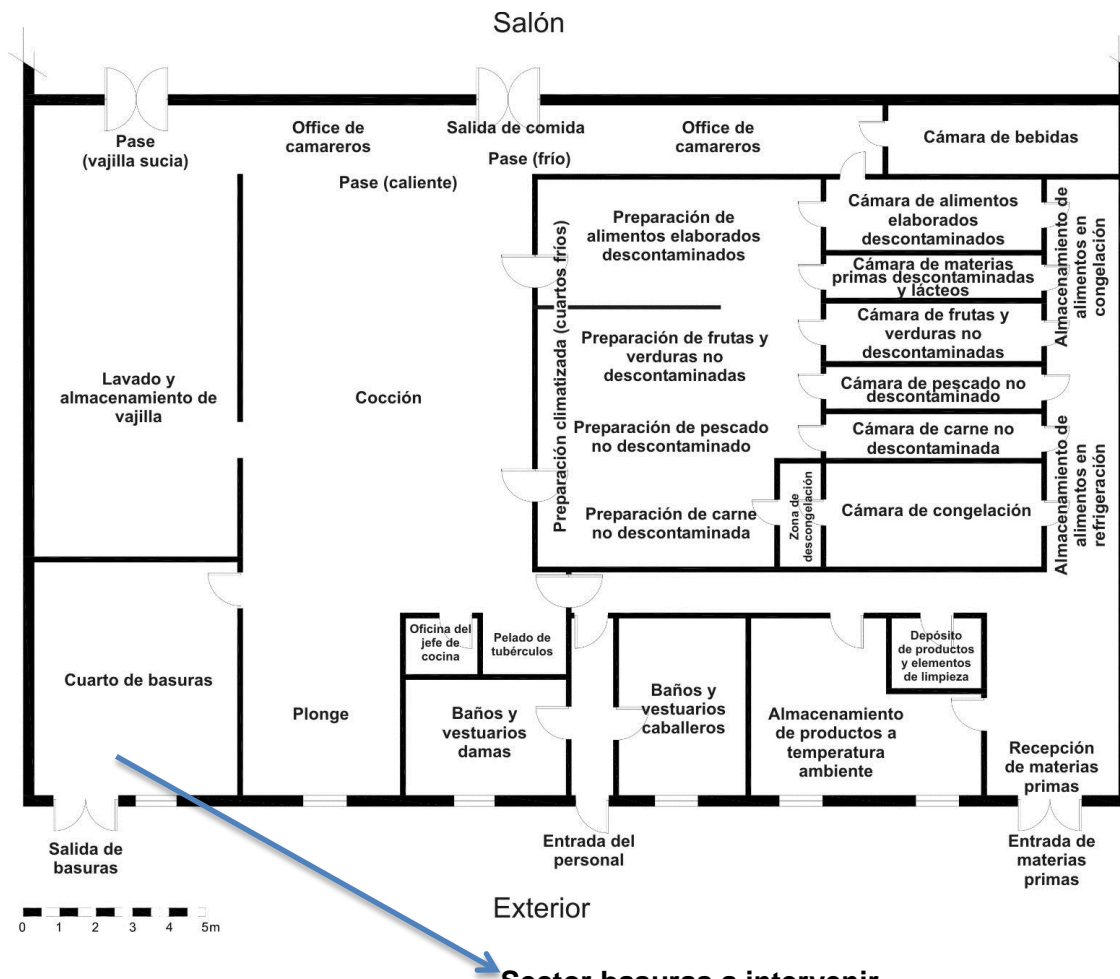 Salón
Pase
(vajilla sucia)
Office de
camareros
Salida de comida
Pase (frío)
Office de
camareros
Cámara de bebidas
Pase (caliente)
Preparación de
alimentos elaborados
descontaminados
Cámara de alimentos
elaborados
descontaminados
Cámara de materias
primas descontaminadas
y lácteos
Almacenamiento de
alimentos en
congelación
Preparación climatizada (cuartos fríos)
Preparación de frutas y
verduras no
descontaminadas
Cámara de frutas y
verduras no
descontaminadas
Lavado y
almacenamiento de
vajilla
Cocción
Cámara de pescado no
descontaminado
Preparación de pescado
no descontaminado
Cámara de carne no
descontaminada
Almacenamiento de
alimentos en
refrigeración
Preparación de carne
no descontaminada
Zona de
descongelación
Cámara de congelación
Oficina del
jefe de
cocina
Pelado de
tubérculos
Depósito
de productos
y elementos
de limpieza
Cuarto de basuras
Plonge
Baños y
vestuarios
damas
Baños y
vestuarios
caballeros
Almacenamiento
de productos a
temperatura
ambiente
Recepción
de materias
primas
Salida de
basuras
Entrada del
personal
Entrada de
materias
primas
Exterior
0 1 2 3 4 5m
Sector basuras a intervenir